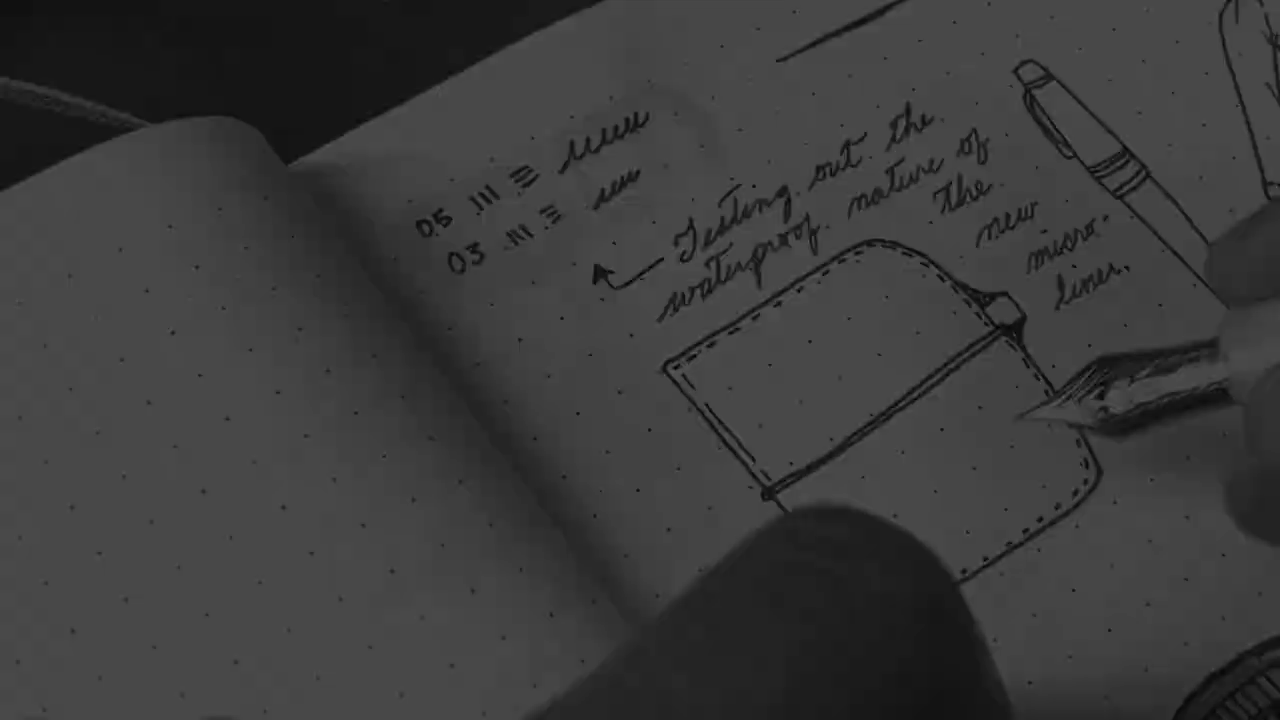 05 ||| ≡
03 ||| ≡
Testing out the
waterproof nature of
the
new
micro-
liner.